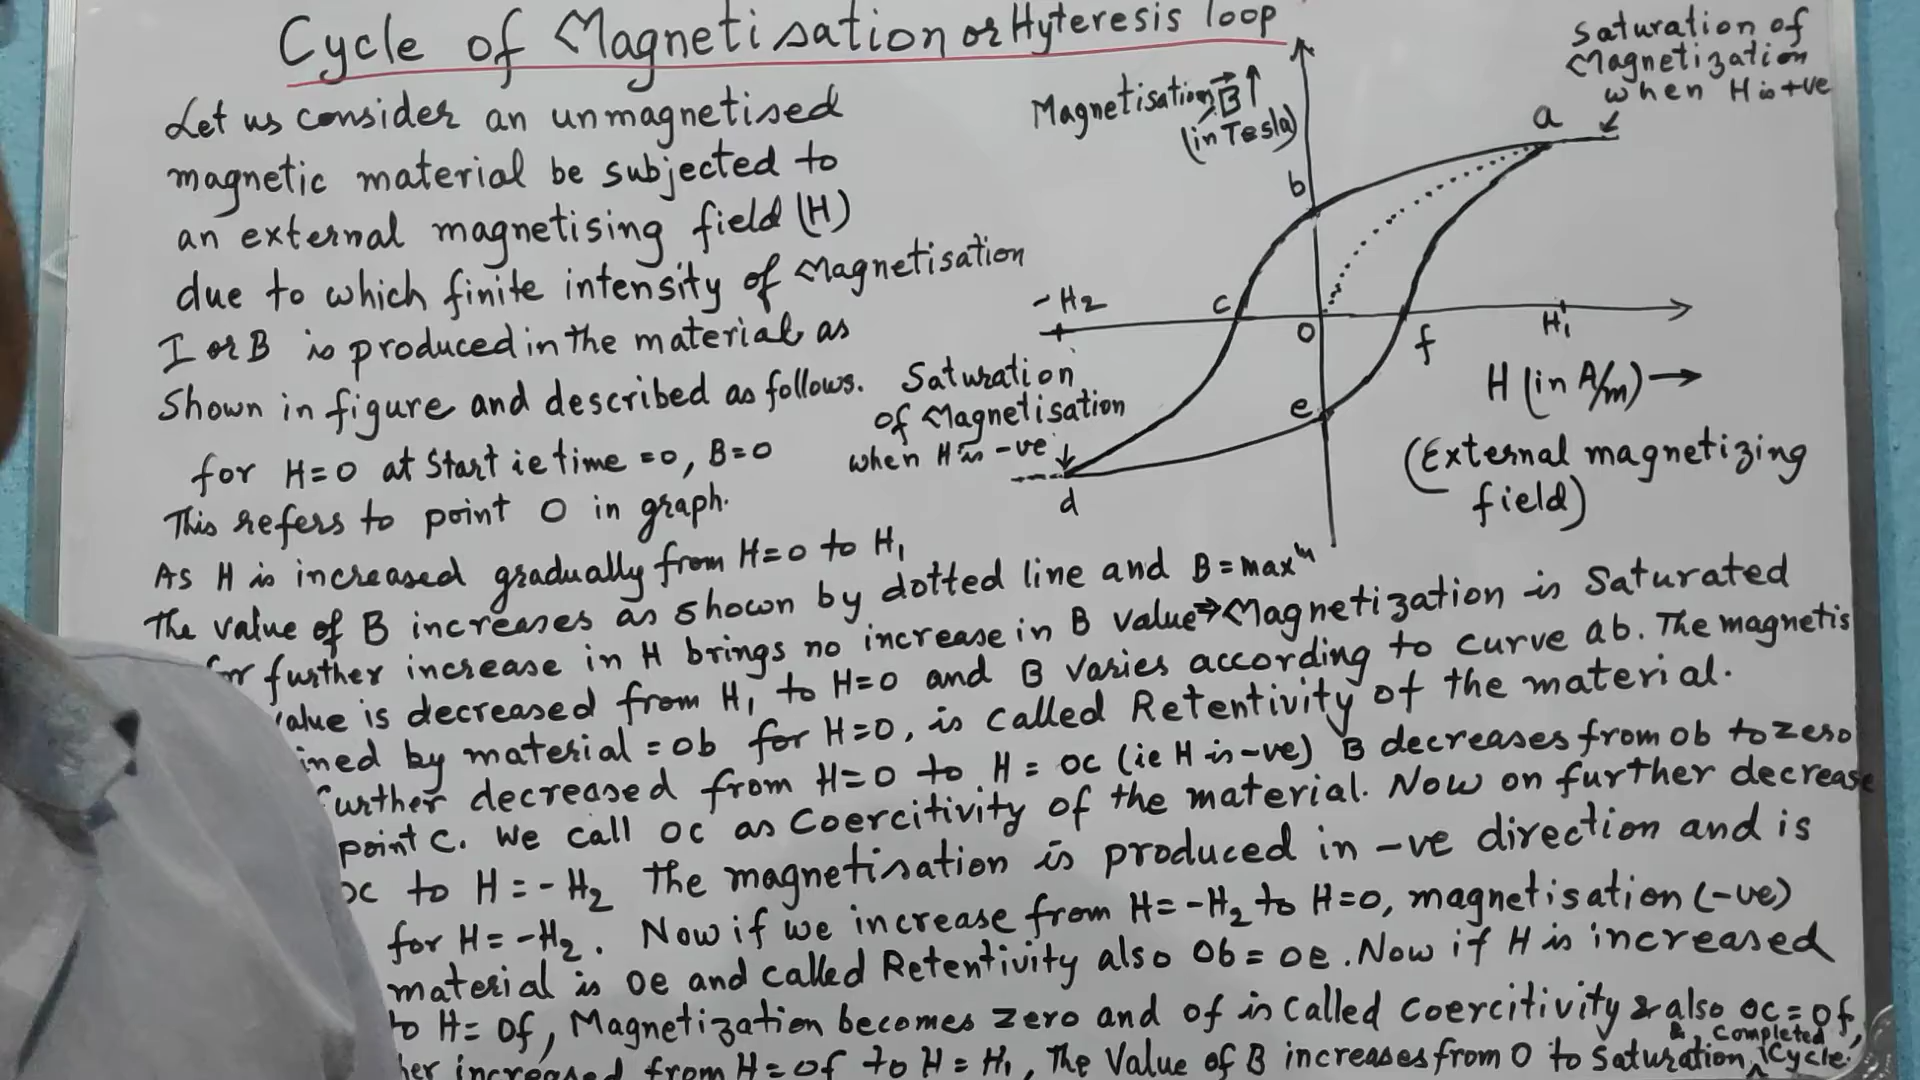 Cycle of Magnetisation or Hyteresis loop
Let us consider an unmagnetised
magnetic material be subjected to
an external magnetising field (H)
due to which finite intensity of Magnetisation
I or B is produced in the material as
Shown in figure and described as follows.
for H=0 at Start ie time =0, B=0
This refers to point O in graph.
As H is increased gradually from H=0 to H1
The value of B increases as shown by dotted line and B = maxm
for further increase in H brings no increase in B value⇒Magnetization is Saturated
value is decreased from H1 to H=0 and B varies according to curve ab. The magnetis
ined by material = ob for H=0, is called Retentivity of the material.
further decreased from H=0 to H = oc (ie H is -ve) B decreases from ob to zero
point C. We call oc as Coercitivity of the material. Now on further decrease
oc to H = -H2 The magnetisation is produced in -ve direction and is
for H = -H2. Now if we increase from H = -H2 to H=0, magnetisation (-ve)
material is oe and called Retentivity also ob = oe. Now if H is increased
to H = of, Magnetization becomes zero and of is Called Coercitivity & also oc = of,
her increased from H = of to H = H1, The Value of B increases from 0 to Saturation & Completed Cycle.
Magnetisation, B ↑
(in Tesla)
Saturation of
Magnetization
when H is +ve
a
b
-H2
c
O
f
H1
H (in A/m) →
(External magnetizing
field)
Saturation
of Magnetisation
when H is -ve
e
d